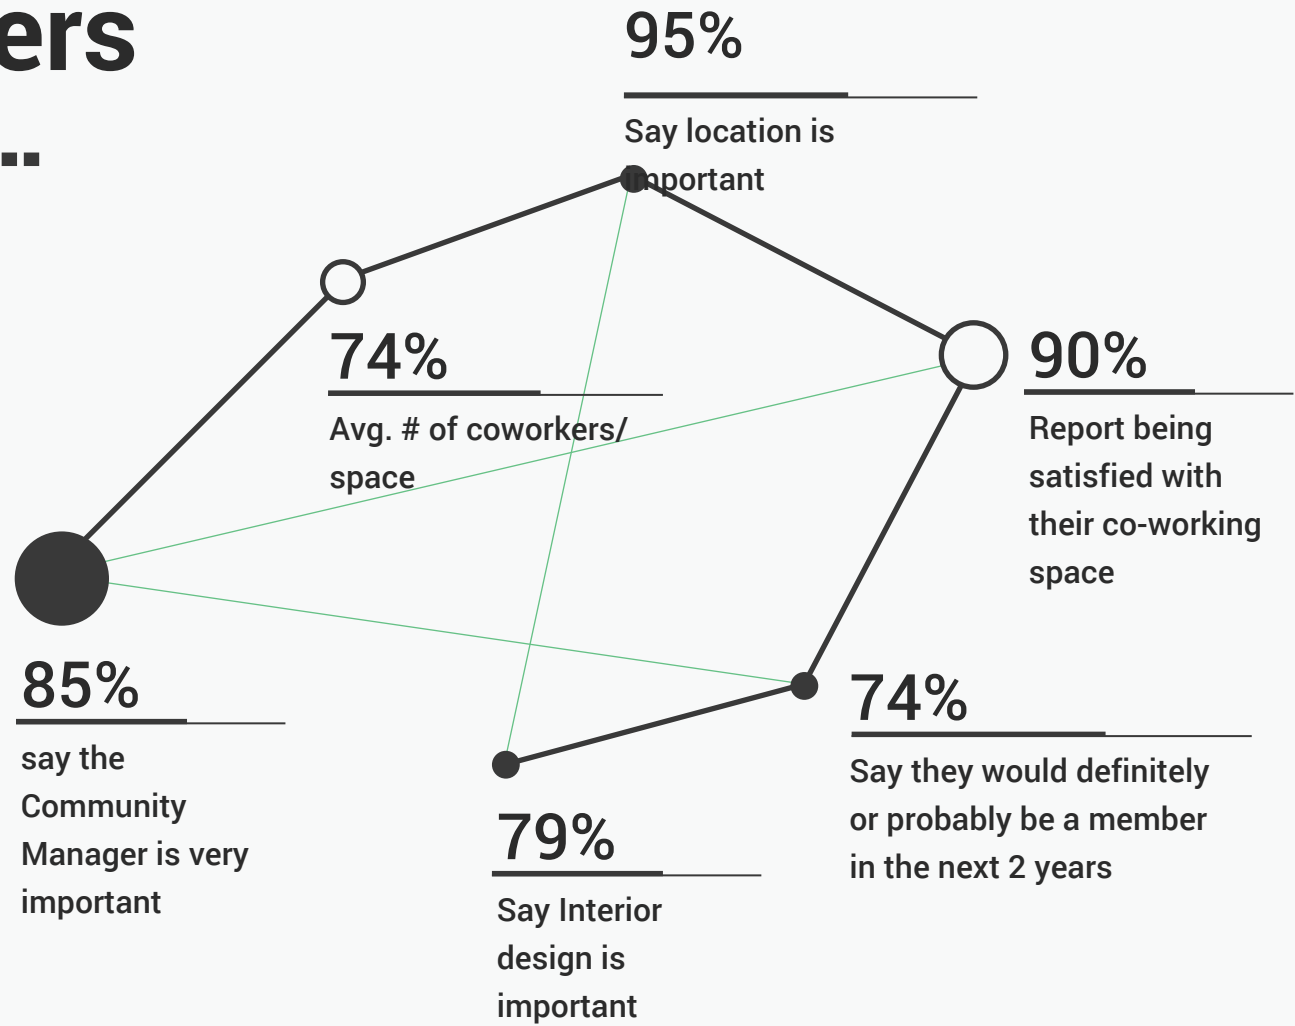 ers
..
95%
Say location is
important
74%
Avg. # of coworkers/
space
90%
Report being
satisfied with
their co-working
space
85%
say the
Community
Manager is very
important
74%
Say they would definitely
or probably be a member
in the next 2 years
79%
Say Interior
design is
important